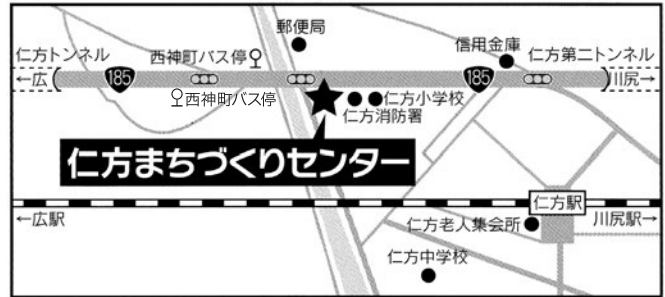 郵便局
仁方トンネル
西神町バス停
信用金庫
仁方第二トンネル
←広
185
185
川尻→
西神町バス停
仁方小学校
仁方消防署
仁方まちづくりセンター
仁方駅
←広駅
仁方老人集会所
川尻駅→
仁方中学校